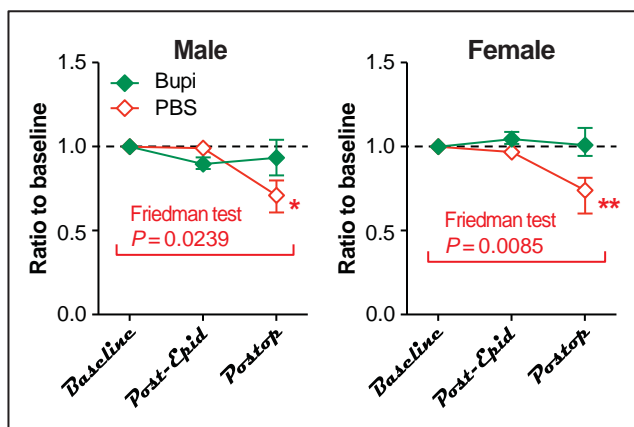 Male
Female
Ratio to baseline
1.5
1.0
0.5
0.0
Bupi
PBS
*
Friedman test
P = 0.0239
Baseline
Post-Epid
Postop
Ratio to baseline
1.5
1.0
0.5
0.0
**
Friedman test
P = 0.0085
Baseline
Post-Epid
Postop